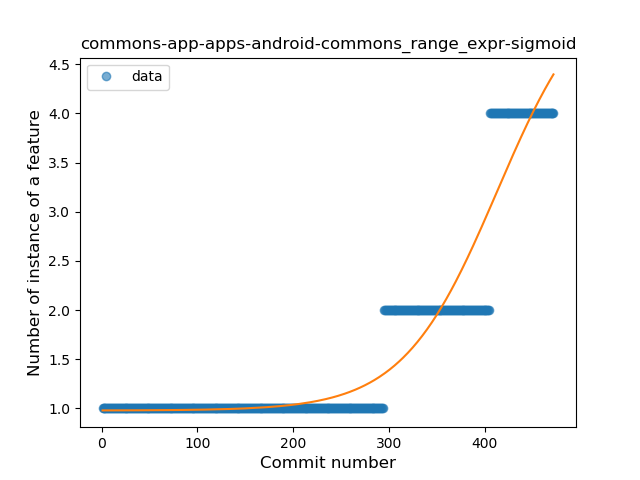 commons-app-apps-android-commons_range_expr-sigmoid
data
Number of instance of a feature
4.5
4.0
3.5
3.0
2.5
2.0
1.5
1.0
0 100 200 300 400
Commit number